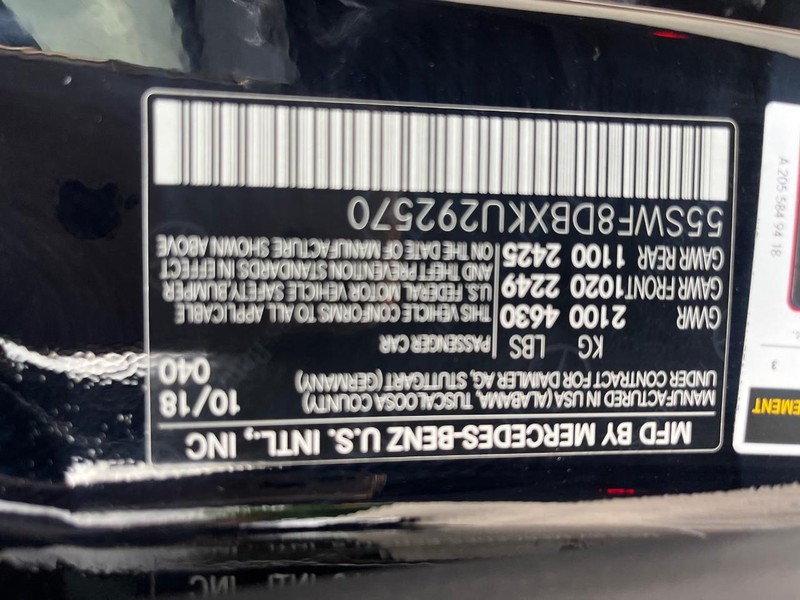 MFD BY MERCEDES-BENZ U.S. INTL., INC
MANUFACTURED IN USA (ALABAMA, TUSCALOOSA COUNTY) 10/18
UNDER CONTRACT FOR DAIMLER AG, STUTTGART (GERMANY) 040
KG LBS PASSENGER CAR
GVWR 2100 4630 THIS VEHICLE CONFORMS TO ALL APPLICABLE
GAWR FRONT1020 2249 U.S. FEDERAL MOTOR VEHICLE SAFETY,BUMPER,
AND THEFT PREVENTION STANDARDS IN EFFECT
GAWR REAR 1100 2425 ON THE DATE OF MANUFACTURE SHOWN ABOVE
55SWF8DBXKU292570
A 205 584 94 18
3